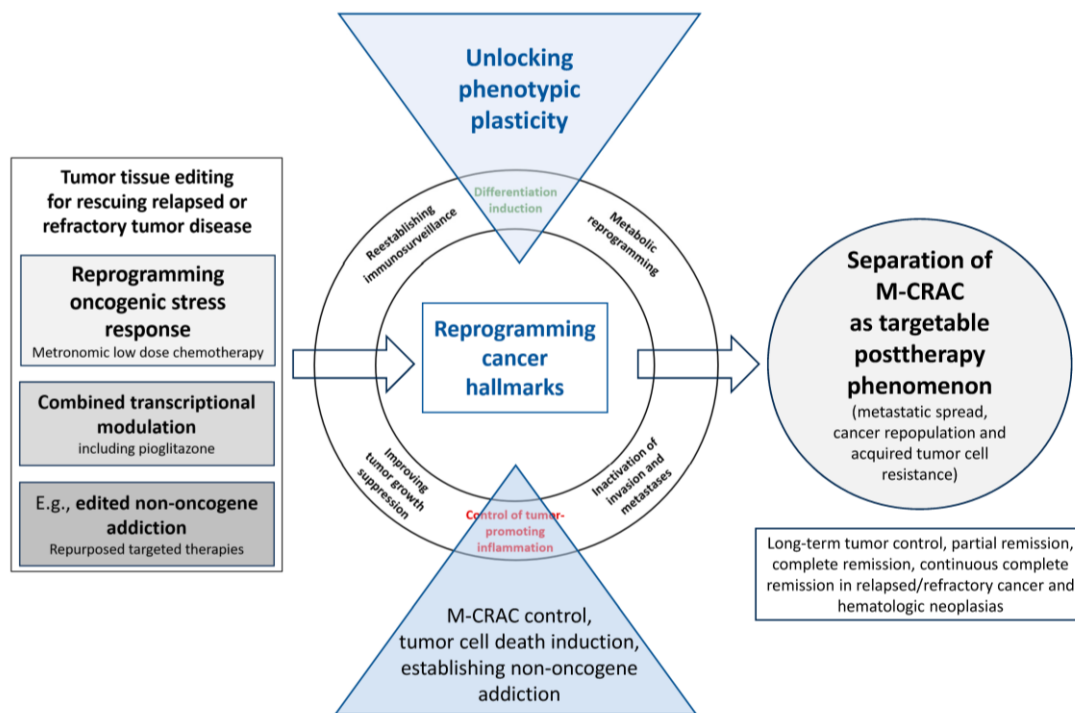 Unlocking
phenotypic
plasticity
Tumor tissue editing
for rescuing relapsed or
refractory tumor disease
Reprogramming
oncogenic stress
response
Metronomic low dose chemotherapy
Combined transcriptional
modulation
including pioglitazone
E.g., edited non-oncogene
addiction
Repurposed targeted therapies
Differentiation
induction
Reestablishing
immunosurveillance
Metabolic
reprogramming
Reprogramming
cancer
hallmarks
Improving
tumor growth
suppression
Inactivation of
invasion and
metastases
Control of tumor-
promoting
inflammation
M-CRAC control,
tumor cell death induction,
establishing non-oncogene
addiction
Separation of
M-CRAC
as targetable
posttherapy
phenomenon
(metastatic spread,
cancer repopulation and
acquired tumor cell
resistance)
Long-term tumor control, partial remission,
complete remission, continuous complete
remission in relapsed/refractory cancer and
hematologic neoplasias